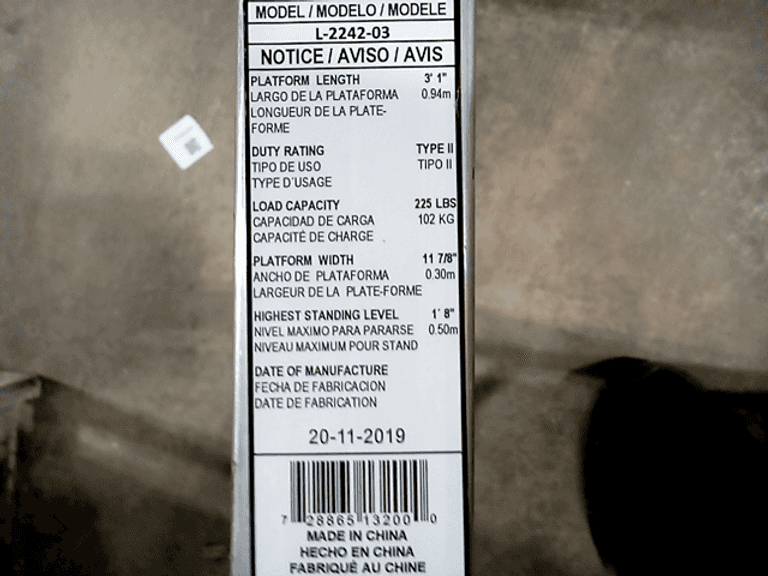 MODEL / MODELO / MODELE
L-2242-03
NOTICE / AVISO / AVIS
PLATFORM LENGTH 3' 1"
LARGO DE LA PLATAFORMA 0.94m
LONGUEUR DE LA PLATE-
FORME
DUTY RATING TYPE II
TIPO DE USO TIPO II
TYPE D'USAGE
LOAD CAPACITY 225 LBS
CAPACIDAD DE CARGA 102 KG
CAPACITÉ DE CHARGE
PLATFORM WIDTH 11 7/8"
ANCHO DE PLATAFORMA 0.30m
LARGEUR DE LA PLATE-FORME
HIGHEST STANDING LEVEL 1' 8"
NIVEL MAXIMO PARA PARARSE 0.50m
NIVEAU MAXIMUM POUR STAND
DATE OF MANUFACTURE
FECHA DE FABRICACION
DATE DE FABRICATION
20-11-2019
7 28865 13200 0
MADE IN CHINA
HECHO EN CHINA
FABRIQUÉ AU CHINE